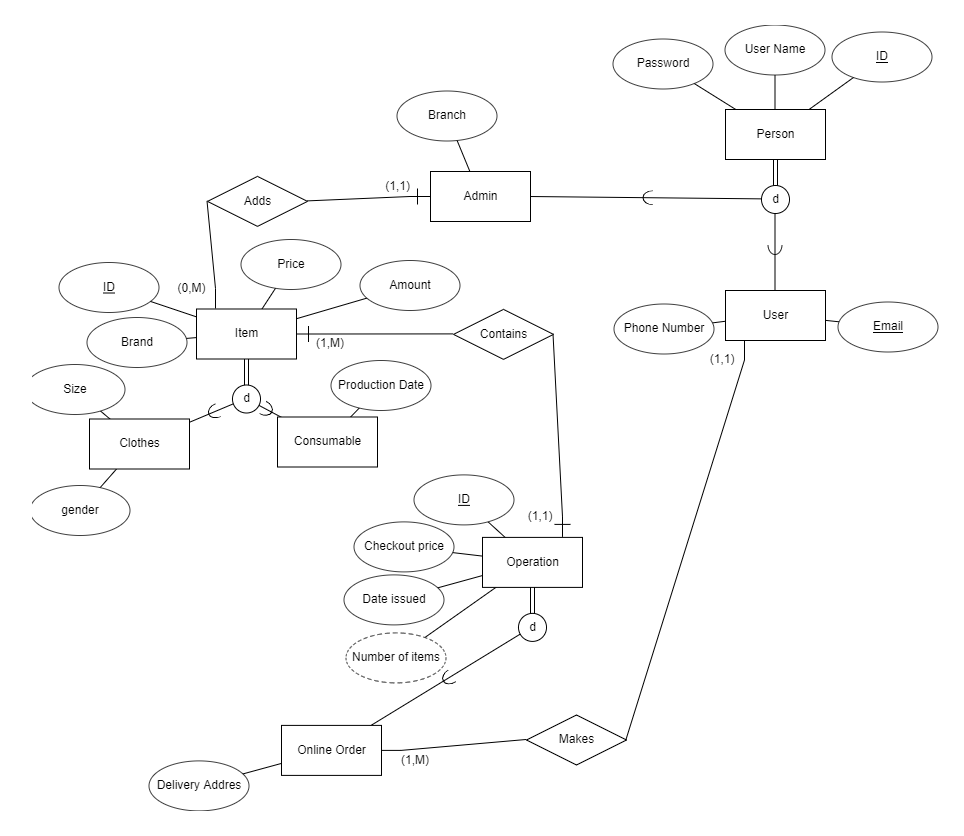 User Name
ID
Password
Branch
Person
(1,1)
Admin
d
Adds
Price
ID
(0,M)
Amount
User
Phone Number
Email
Item
Contains
Brand
(1,M)
(1,1)
Size
Production Date
d
Clothes
Consumable
ID
gender
(1,1)
Checkout price
Operation
Date issued
d
Number of items
Makes
Online Order
(1,M)
Delivery Addres